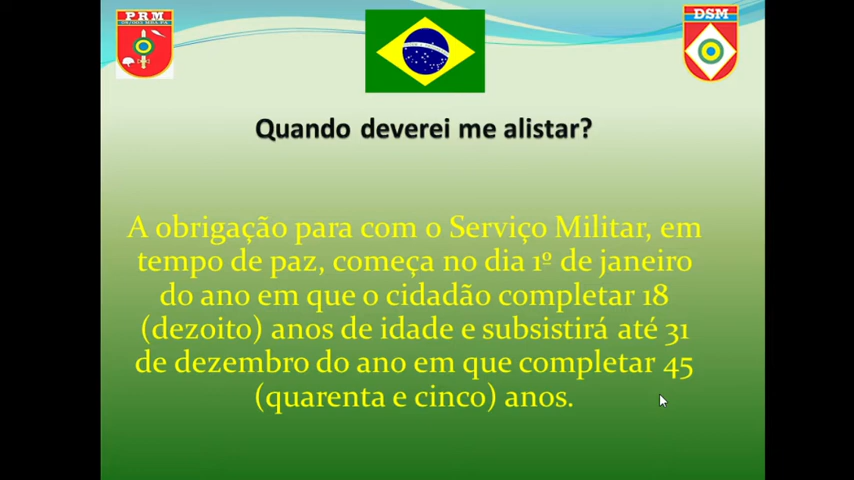 PRM
DSM
Quando deverei me alistar?
A obrigação para com o Serviço Militar, em
tempo de paz, começa no dia 1º de janeiro
do ano em que o cidadão completar 18
(dezoito) anos de idade e subsistirá até 31
de dezembro do ano em que completar 45
(quarenta e cinco) anos.